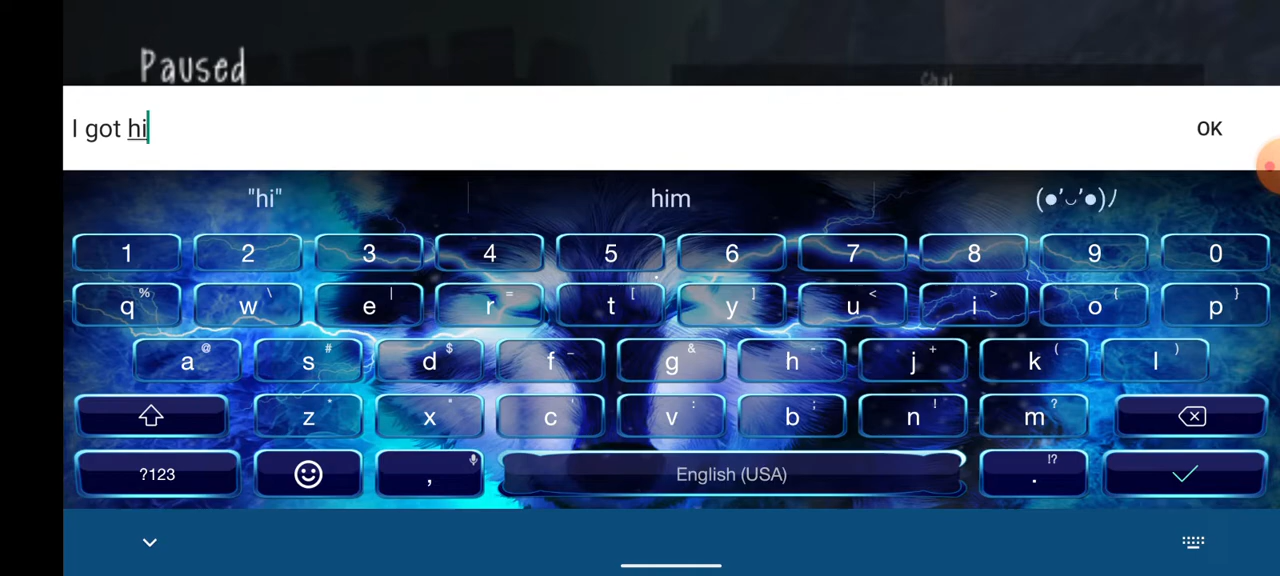 Paused
Chat
I got hi
OK
"hi" him (●'◡'●)ﾉ
1 2 3 4 5 6 7 8 9 0
q % w \ e | r = t [ y ] u < i > o { p }
a @ s # d $ f _ g & h - j + k ( l )
z * x " c ' v : b ; n ! m ?
?123 , English (USA) . !?